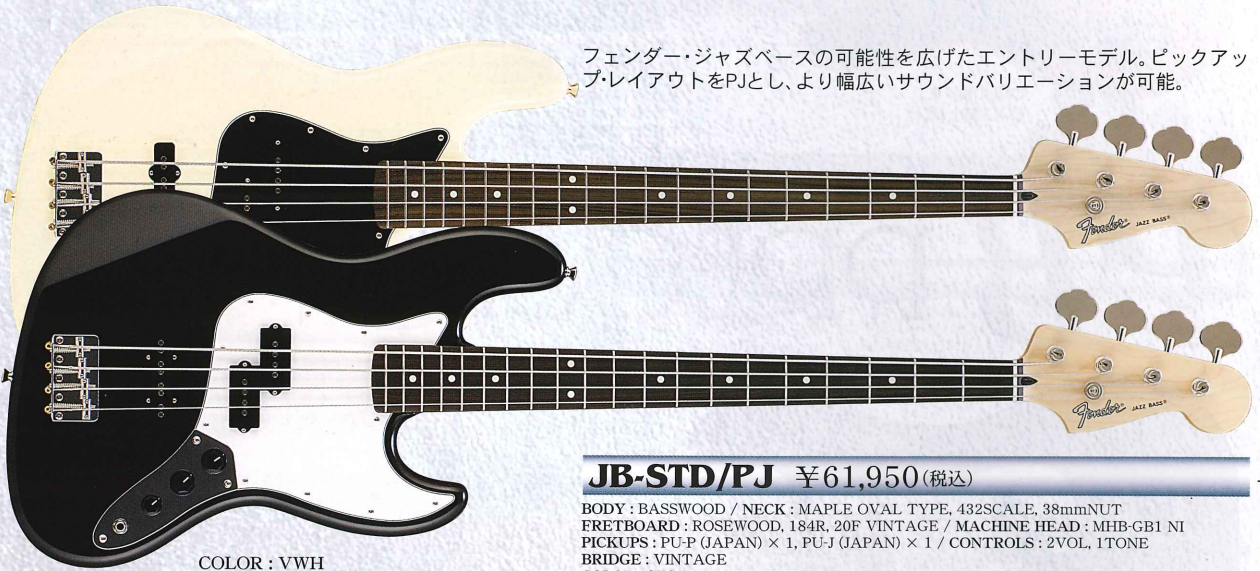 フェンダー・ジャズベースの可能性を広げたエントリーモデル。ピックアッ
プ・レイアウトをPJとし、より幅広いサウンドバリエーションが可能。
Fender JAZZ BASS®
Fender JAZZ BASS®
JB-STD/PJ ¥61,950(税込)
BODY : BASSWOOD / NECK : MAPLE OVAL TYPE, 432SCALE, 38mmNUT
FRETBOARD : ROSEWOOD, 184R, 20F VINTAGE / MACHINE HEAD : MHB-GB1 NI
PICKUPS : PU-P (JAPAN) × 1, PU-J (JAPAN) × 1 / CONTROLS : 2VOL, 1TONE
BRIDGE : VINTAGE
COLOR : VWH